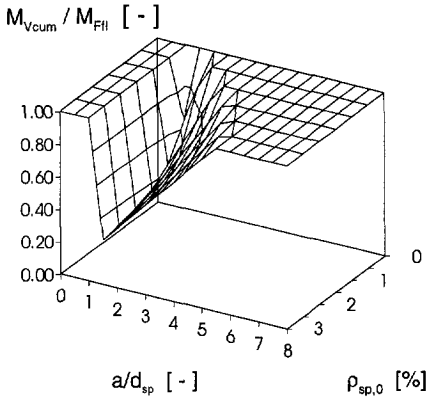 M_Vcum / M_Ffl [ - ]
1.00
0.80
0.60
0.40
0.20
0.00
0 1 2 3 4 5 6 7 8
0
1
2
3
a/d_sp [ - ]
ρ_sp,0 [%]